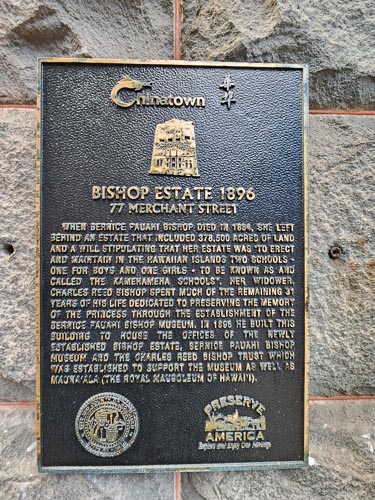 Chinatown
BISHOP ESTATE 1896
77 MERCHANT STREET
WHEN BERNICE PAUAHI BISHOP DIED IN 1884, SHE LEFT
BEHIND AN ESTATE THAT INCLUDED 378,500 ACRES OF LAND
AND A WILL STIPULATING THAT HER ESTATE WAS "TO ERECT
AND MAINTAIN IN THE HAWAIIAN ISLANDS TWO SCHOOLS -
ONE FOR BOYS AND ONE GIRLS - TO BE KNOWN AS AND
CALLED THE KAMEHAMEHA SCHOOLS". HER WIDOWER,
CHARLES REED BISHOP SPENT MUCH OF THE REMAINING 31
YEARS OF HIS LIFE DEDICATED TO PRESERVING THE MEMORY
OF THE PRINCESS THROUGH THE ESTABLISHMENT OF THE
BERNICE PAUAHI BISHOP MUSEUM. IN 1896 HE BUILT THIS
BUILDING TO HOUSE THE OFFICES OF THE NEWLY
ESTABLISHED BISHOP ESTATE, BERNICE PAUAHI BISHOP
MUSEUM AND THE CHARLES REED BISHOP TRUST WHICH
WAS ESTABLISHED TO SUPPORT THE MUSEUM AS WELL AS
MAUNA'ALA (THE ROYAL MAUSOLEUM OF HAWAI'I).
PRESERVE
AMERICA
Explore and Enjoy Our Heritage